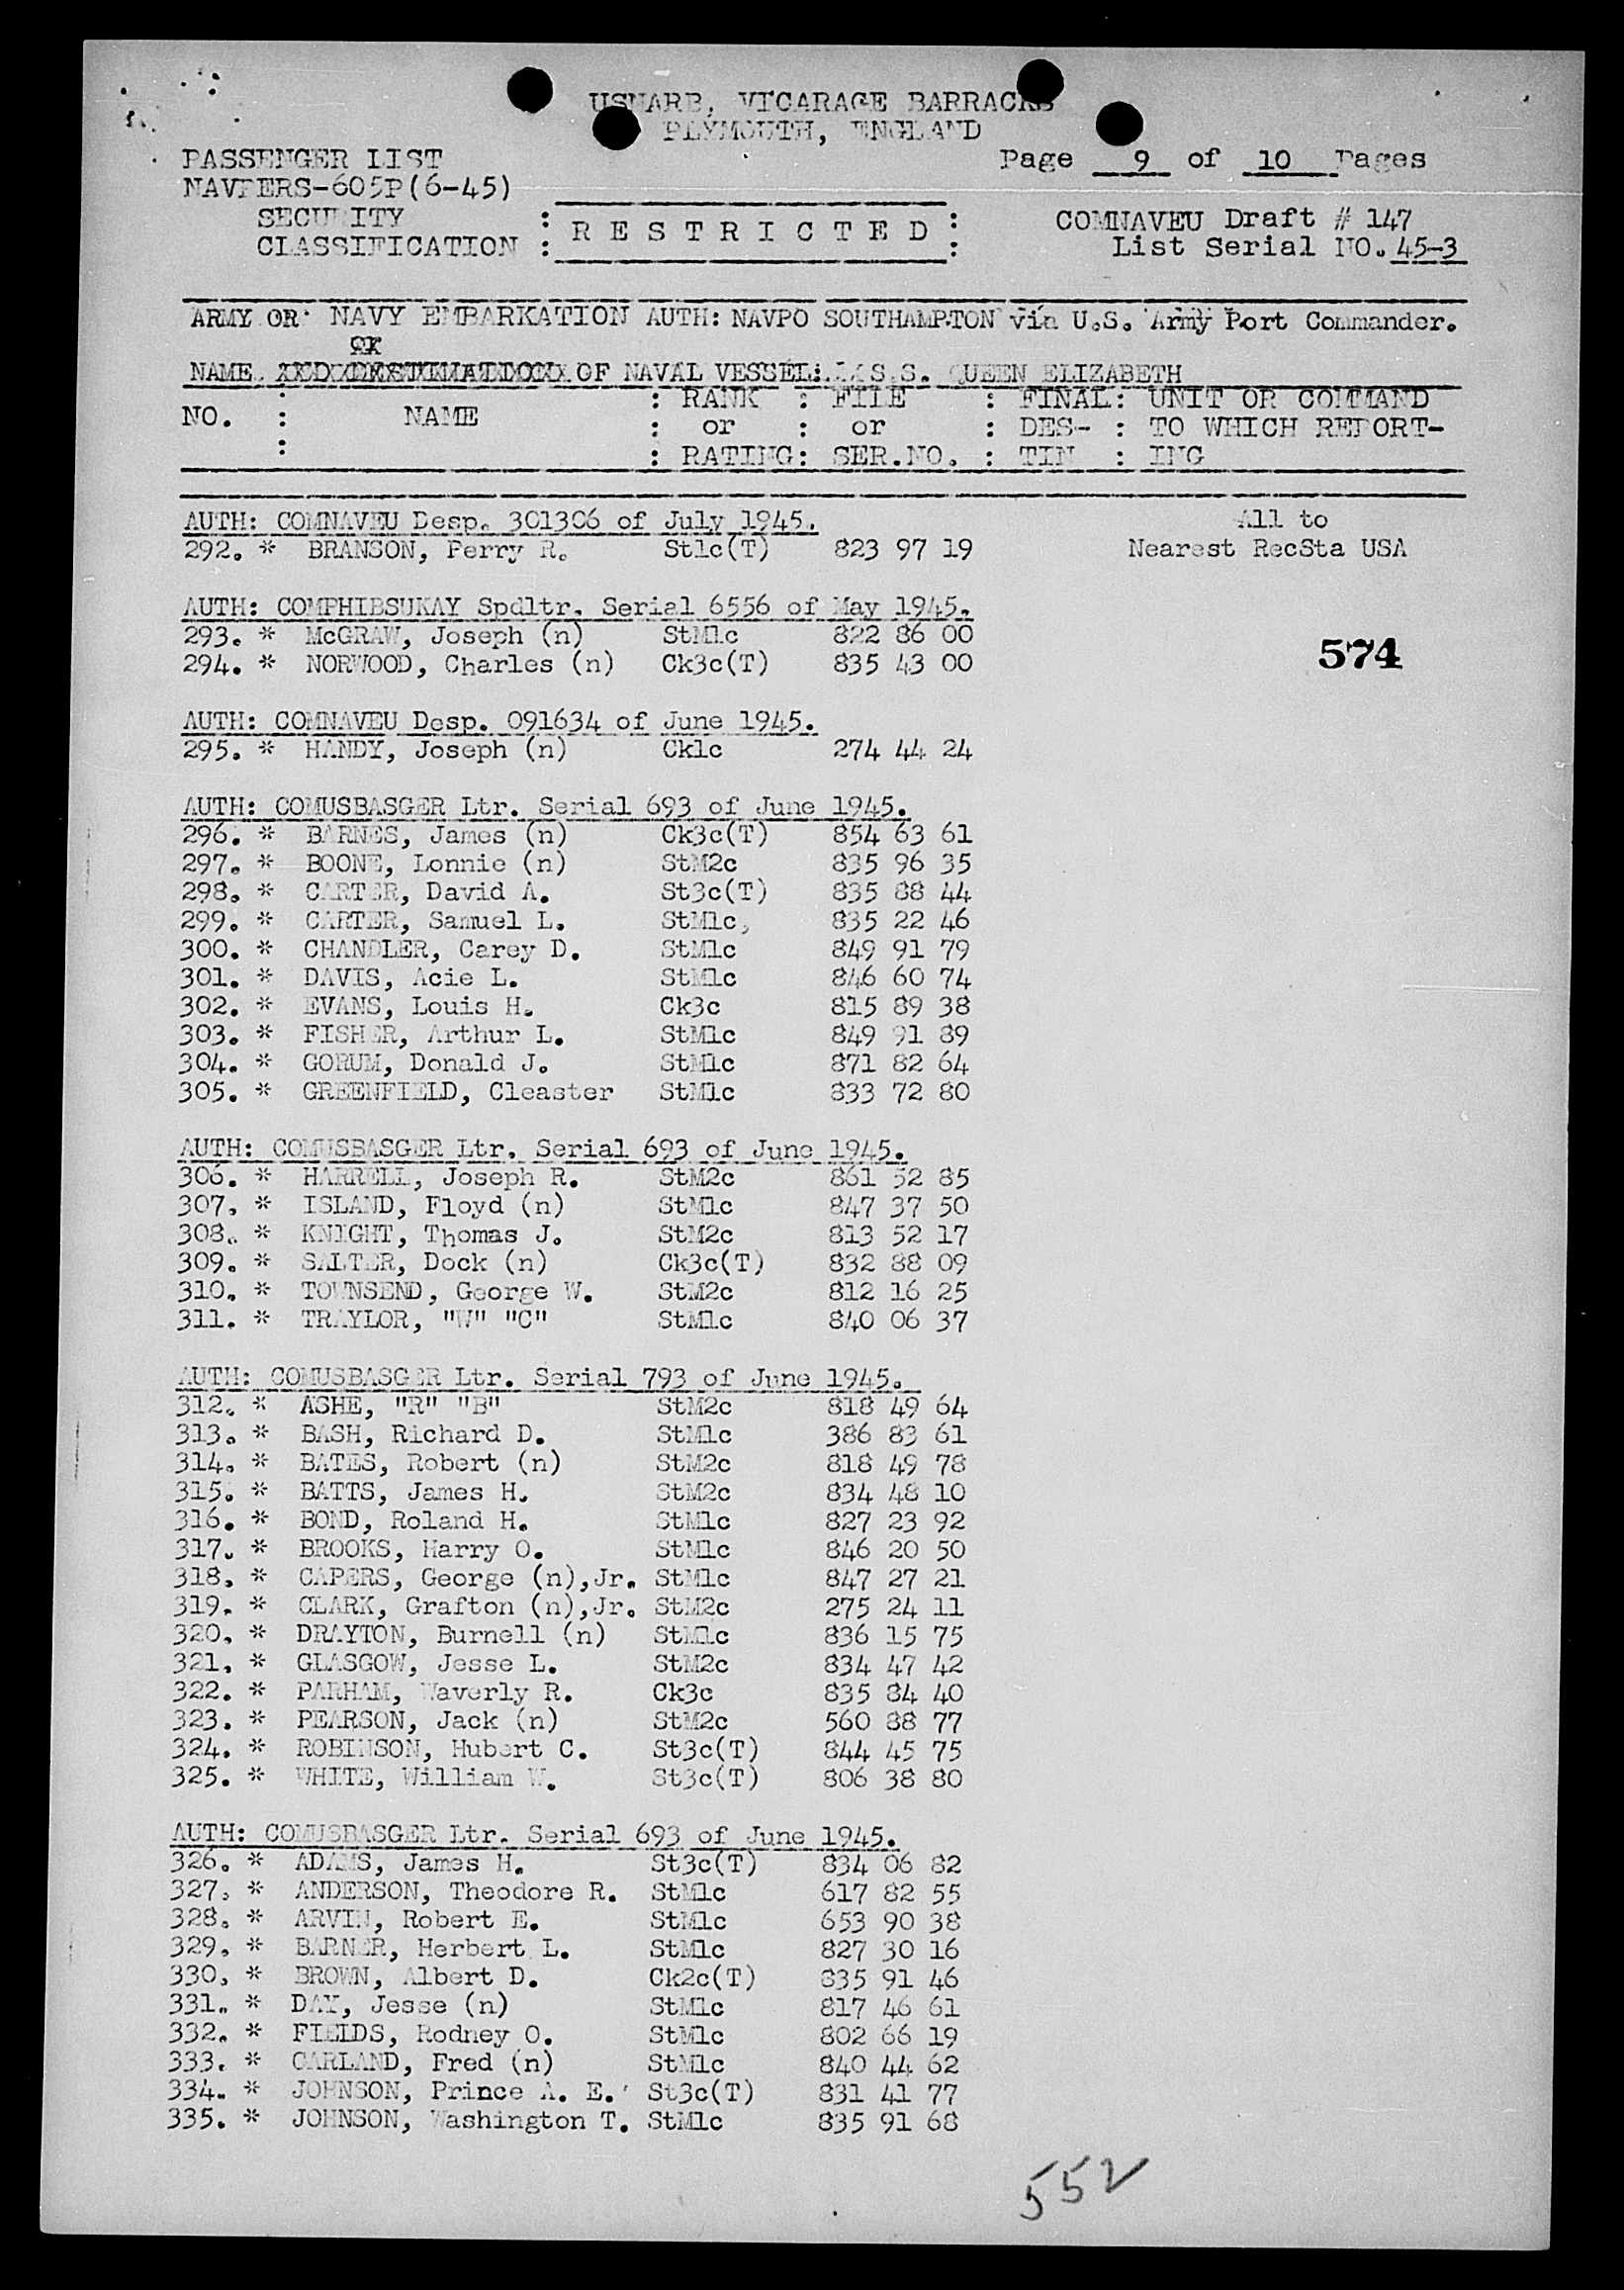 USNARB, VICARAGE BARRACKS
PLYMOUTH, ENGLAND
PASSENGER LIST
Page 9 of 10 Pages
NAVPERS-605P(6-45)
SECURITY : R E S T R I C T E D : COMNAVEU Draft # 147
CLASSIFICATION : : List Serial NO. 45-3
ARMY OR NAVY EMBARKATION AUTH: NAVPO SOUTHAMPTON via U.S. Army Port Commander.
or
NAME OF NAVAL VESSEL: S.S. QUEEN ELIZABETH
: : RANK : FILE : FINAL: UNIT OR COMMAND
NO. : NAME : or : or : DES- : TO WHICH REPORT-
: : RATING: SER.NO. : TIN : ING
AUTH: COMNAVEU Desp. 301306 of July 1945. All to
292. * BRANSON, Perry R. St1c(T) 823 97 19 Nearest RecSta USA
AUTH: COMPHIBSUKAY Spdltr. Serial 6556 of May 1945.
293. * McGRAW, Joseph (n) StM1c 822 86 00
574
294. * NORWOOD, Charles (n) Ck3c(T) 835 43 00
AUTH: COMNAVEU Desp. 091634 of June 1945.
295. * HANDY, Joseph (n) Ck1c 274 44 24
AUTH: COMUSBASGER Ltr. Serial 693 of June 1945.
296. * BARNES, James (n) Ck3c(T) 854 63 61
297. * BOONE, Lonnie (n) StM2c 835 96 35
298. * CARTER, David A. St3c(T) 835 88 44
299. * CARTER, Samuel L. StM1c, 835 22 46
300. * CHANDLER, Carey D. StM1c 849 91 79
301. * DAVIS, Acie L. StM1c 846 60 74
302. * EVANS, Louis H. Ck3c 815 89 38
303. * FISHER, Arthur L. StM1c 849 91 89
304. * GORUM, Donald J. StM1c 871 82 64
305. * GREENFIELD, Cleaster StM1c 833 72 80
AUTH: COMUSBASGER Ltr. Serial 693 of June 1945.
306. * HARRELL, Joseph R. StM2c 861 52 85
307. * ISLAND, Floyd (n) StM1c 847 37 50
308. * KNIGHT, Thomas J. StM2c 813 52 17
309. * SALTER, Dock (n) Ck3c(T) 832 88 09
310. * TOWNSEND, George W. StM2c 812 16 25
311. * TRAYLOR, "W" "C" StM1c 840 06 37
AUTH: COMUSBASGER Ltr. Serial 793 of June 1945.
312. * ASHE, "R" "B" StM2c 818 49 64
313. * BASH, Richard D. StM1c 386 83 61
314. * BATES, Robert (n) StM2c 818 49 78
315. * BATTS, James H. StM2c 834 48 10
316. * BOND, Roland H. StM1c 827 23 92
317. * BROOKS, Harry O. StM1c 846 20 50
318. * CAPERS, George (n),Jr. StM1c 847 27 21
319. * CLARK, Grafton (n),Jr. StM2c 275 24 11
320. * DRAYTON, Burnell (n) StM1c 836 15 75
321. * GLASGOW, Jesse L. StM2c 834 47 42
322. * PARHAM, Waverly R. Ck3c 835 84 40
323. * PEARSON, Jack (n) StM2c 560 88 77
324. * ROBINSON, Hubert C. St3c(T) 844 45 75
325. * WHITE, William W. St3c(T) 806 38 80
AUTH: COMUSBASGER Ltr. Serial 693 of June 1945.
326. * ADAMS, James H. St3c(T) 834 06 82
327. * ANDERSON, Theodore R. StM1c 617 82 55
328. * ARVIN, Robert E. StM1c 653 90 38
329. * BARNER, Herbert L. StM1c 827 30 16
330. * BROWN, Albert D. Ck2c(T) 835 91 46
331. * DAY, Jesse (n) StM1c 817 46 61
332. * FIELDS, Rodney O. StM1c 802 66 19
333. * GARLAND, Fred (n) StM1c 840 44 62
334. * JOHNSON, Prince A. E. St3c(T) 831 41 77
335. * JOHNSON, Washington T. StM1c 835 91 68
552